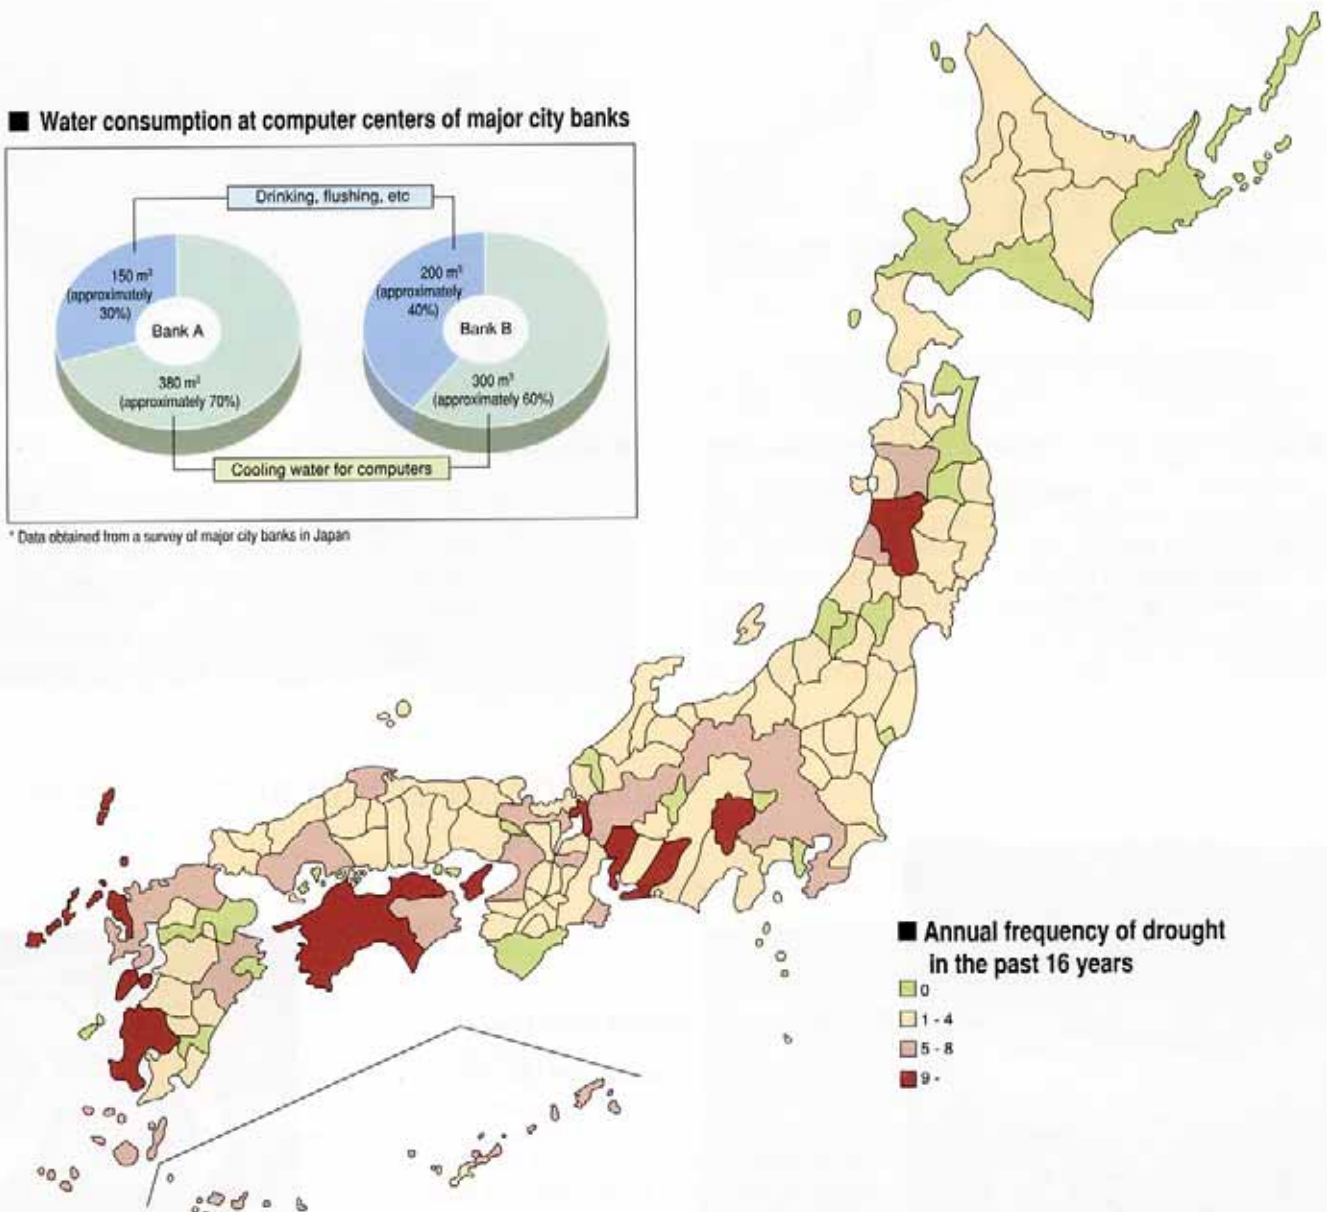 ■ Water consumption at computer centers of major city banks
Drinking, flushing, etc
150 m³
(approximately
30%)
Bank A
380 m³
(approximately 70%)
200 m³
(approximately
40%)
Bank B
300 m³
(approximately 60%)
Cooling water for computers
* Data obtained from a survey of major city banks in Japan
■ Annual frequency of drought
in the past 16 years
0
1 - 4
5 - 8
9 -